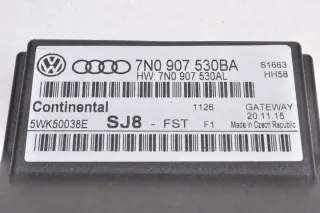 7N0 907 530BA S1663
HW: 7N0 907 530AL HH58
Continental 1126 GATEWAY
5WK50038E SJ8 - FST F1 20.11.15
Made in Czech Republic